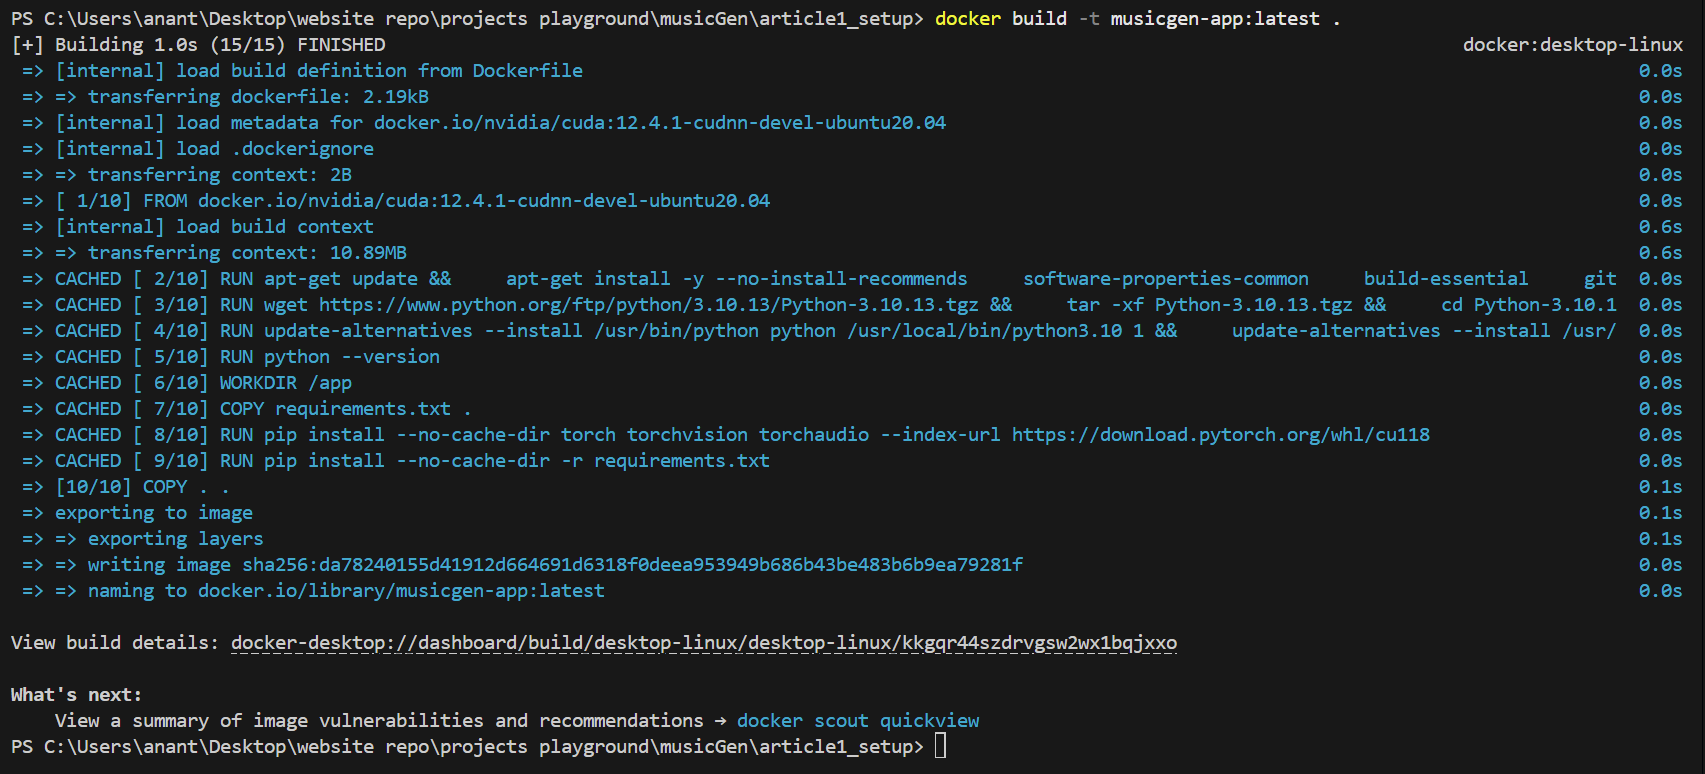 PS C:\Users\anant\Desktop\website repo\projects playground\musicGen\article1_setup> docker build -t musicgen-app:latest .
[+] Building 1.0s (15/15) FINISHED docker:desktop-linux
=> [internal] load build definition from Dockerfile 0.0s
=> => transferring dockerfile: 2.19kB 0.0s
=> [internal] load metadata for docker.io/nvidia/cuda:12.4.1-cudnn-devel-ubuntu20.04 0.0s
=> [internal] load .dockerignore 0.0s
=> => transferring context: 2B 0.0s
=> [ 1/10] FROM docker.io/nvidia/cuda:12.4.1-cudnn-devel-ubuntu20.04 0.0s
=> [internal] load build context 0.6s
=> => transferring context: 10.89MB 0.6s
=> CACHED [ 2/10] RUN apt-get update && apt-get install -y --no-install-recommends software-properties-common build-essential git 0.0s
=> CACHED [ 3/10] RUN wget https://www.python.org/ftp/python/3.10.13/Python-3.10.13.tgz && tar -xf Python-3.10.13.tgz && cd Python-3.10.1 0.0s
=> CACHED [ 4/10] RUN update-alternatives --install /usr/bin/python python /usr/local/bin/python3.10 1 && update-alternatives --install /usr/ 0.0s
=> CACHED [ 5/10] RUN python --version 0.0s
=> CACHED [ 6/10] WORKDIR /app 0.0s
=> CACHED [ 7/10] COPY requirements.txt . 0.0s
=> CACHED [ 8/10] RUN pip install --no-cache-dir torch torchvision torchaudio --index-url https://download.pytorch.org/whl/cu118 0.0s
=> CACHED [ 9/10] RUN pip install --no-cache-dir -r requirements.txt 0.0s
=> [10/10] COPY . . 0.1s
=> exporting to image 0.1s
=> => exporting layers 0.1s
=> => writing image sha256:da78240155d41912d664691d6318f0deea953949b686b43be483b6b9ea79281f 0.0s
=> => naming to docker.io/library/musicgen-app:latest 0.0s
View build details: docker-desktop://dashboard/build/desktop-linux/desktop-linux/kkgqr44szdrvgsw2wx1bqjxxo
What's next:
View a summary of image vulnerabilities and recommendations → docker scout quickview
PS C:\Users\anant\Desktop\website repo\projects playground\musicGen\article1_setup>